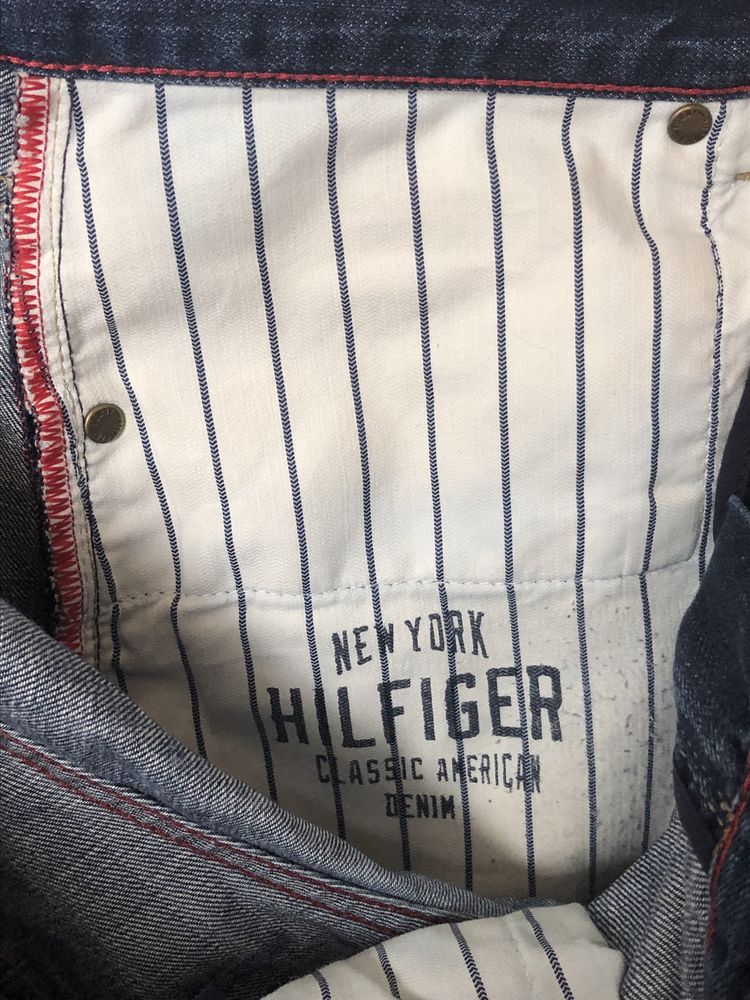 NEW YORK
HILFIGER
CLASSIC AMERICAN
DENIM